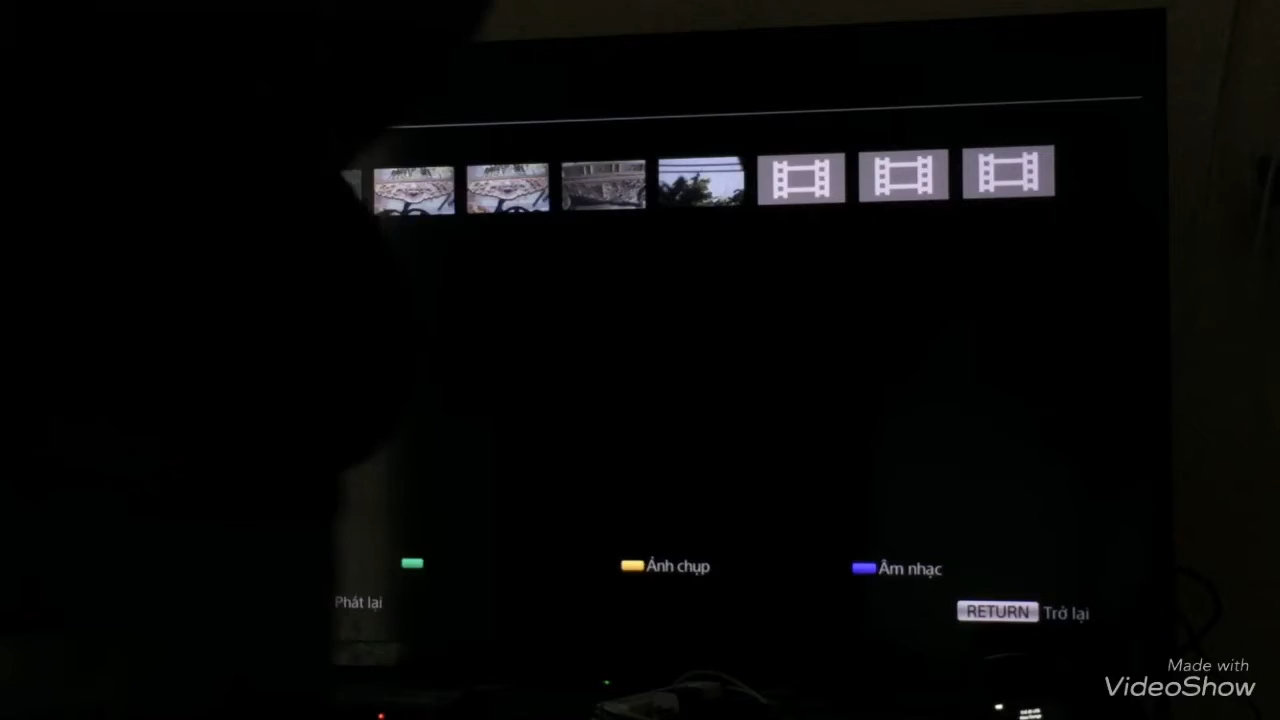 Ảnh chụp
Âm nhạc
Phát lại
RETURN Trở lại
Made with
VideoShow